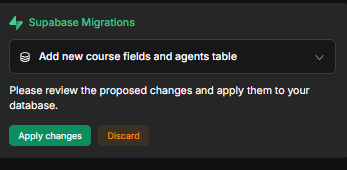 Supabase Migrations
Add new course fields and agents table
Please review the proposed changes and apply them to your
database.
Apply changes
Discard